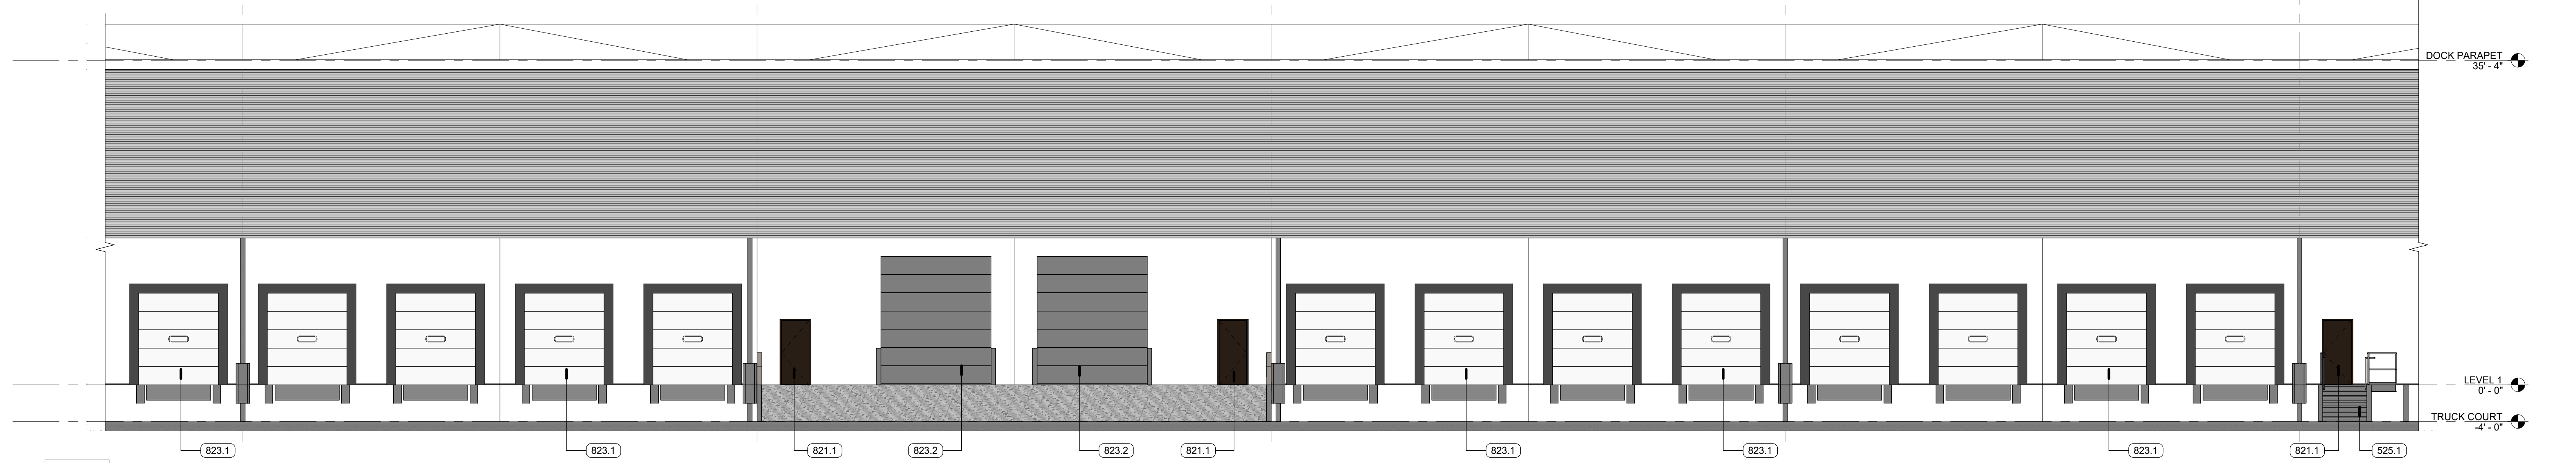 DOCK PARAPET
35' - 4"
LEVEL 1
0' - 0"
TRUCK COURT
-4' - 0"
823.1
823.1
821.1
823.2
823.2
821.1
823.1
823.1
823.1
821.1
525.1